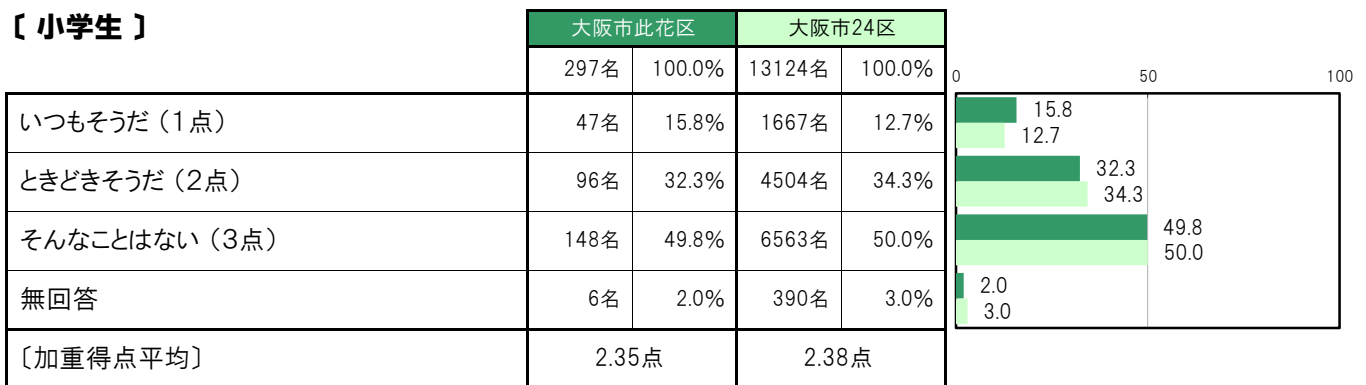 〔 小学生 〕
大阪市此花区 大阪市24区
297名 100.0% 13124名 100.0%
0 50 100
いつもそうだ（1点） 47名 15.8% 1667名 12.7%
15.8
12.7
ときどきそうだ（2点） 96名 32.3% 4504名 34.3%
32.3
34.3
そんなことはない（3点） 148名 49.8% 6563名 50.0%
49.8
50.0
無回答 6名 2.0% 390名 3.0%
2.0
3.0
〔加重得点平均〕 2.35点 2.38点